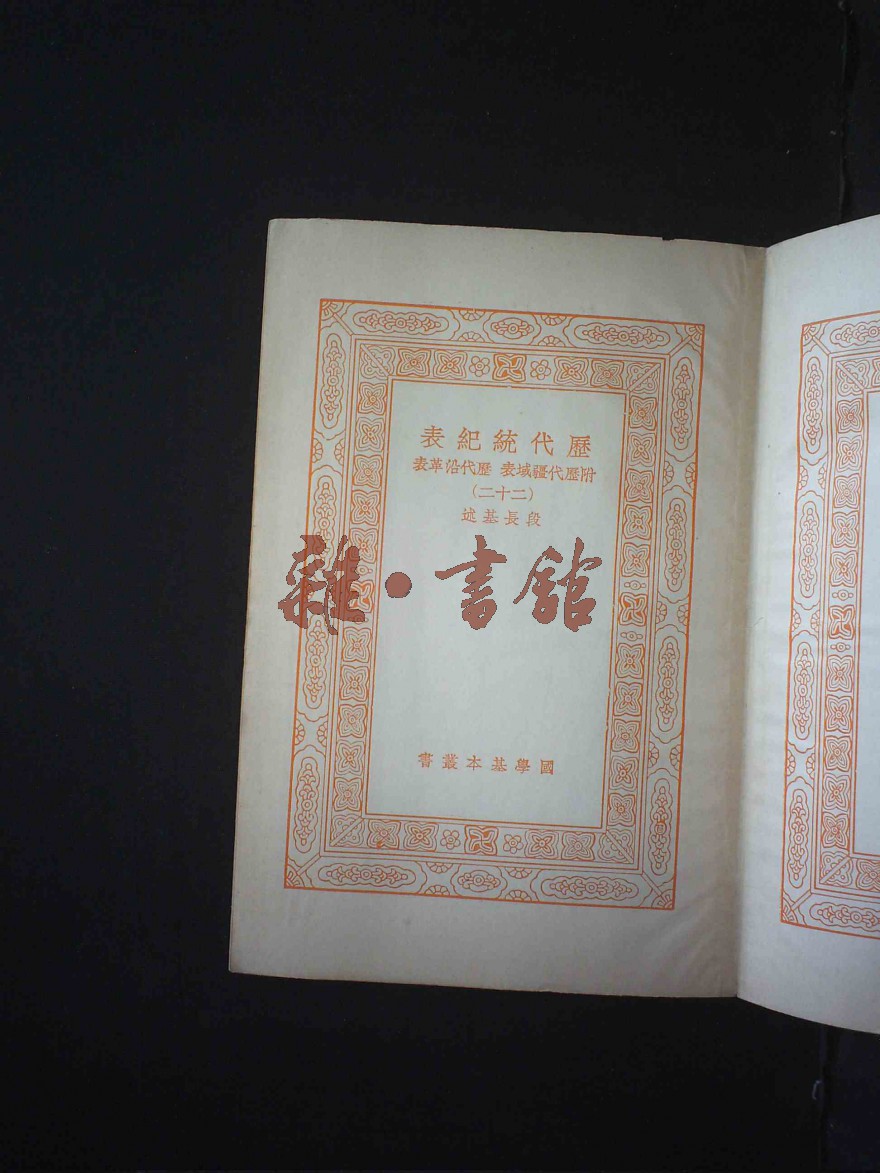 歷代統紀表
附歷代疆域表 歷代沿革表
(二十二)
段長基述
雜·書館
國學基本叢書